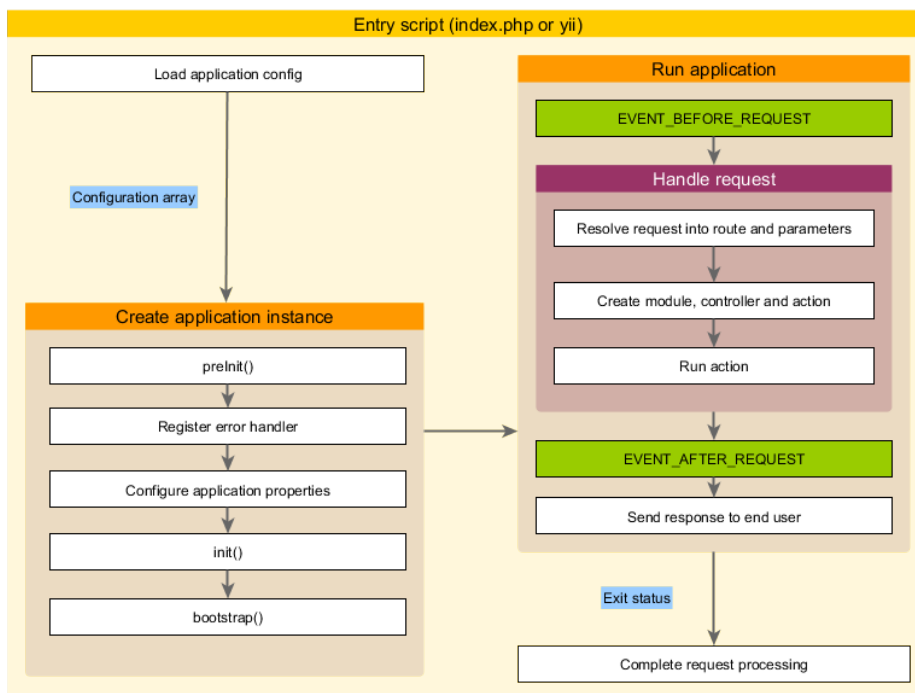 Entry script (index.php or yii)
Load application config
Configuration array
Create application instance
preInit()
Register error handler
Configure application properties
init()
bootstrap()
Run application
EVENT_BEFORE_REQUEST
Handle request
Resolve request into route and parameters
Create module, controller and action
Run action
EVENT_AFTER_REQUEST
Send response to end user
Exit status
Complete request processing